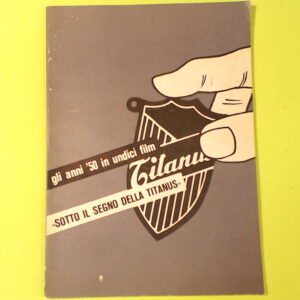 gli anni '50 in undici film
Titanus
«SOTTO IL SEGNO DELLA TITANUS»